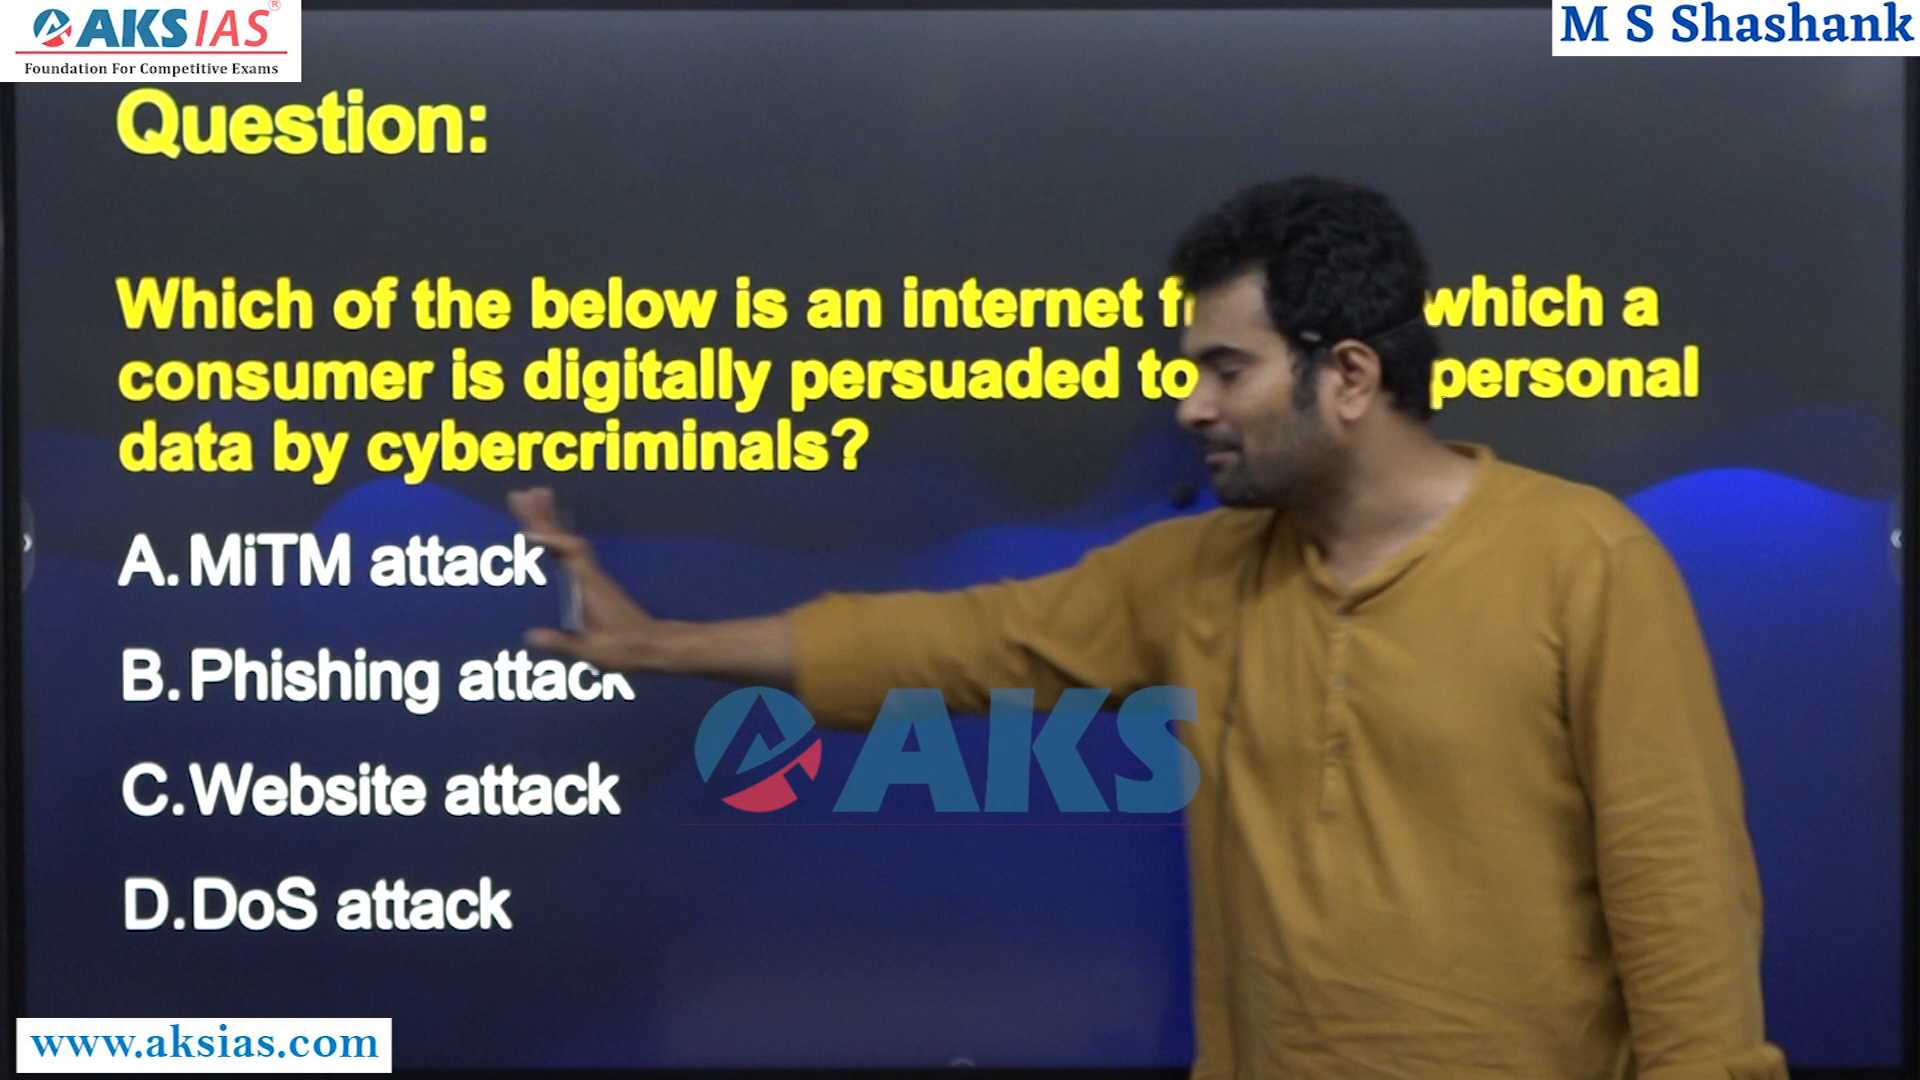 AKS IAS®
Foundation For Competitive Exams
M S Shashank
Question:
Which of the below is an internet which a
consumer is digitally persuaded to personal
data by cybercriminals?
A. MiTM attack
B. Phishing attack
C. Website attack
D. DoS attack
AKS
www.aksias.com